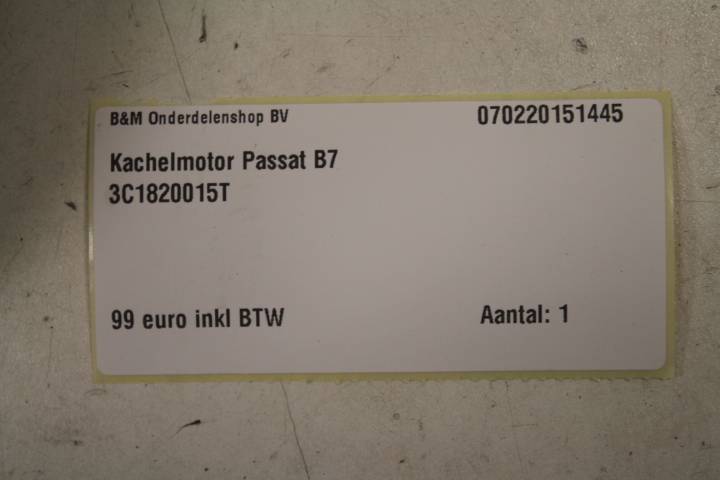 B&M Onderdelenshop BV
070220151445
Kachelmotor Passat B7
3C1820015T
99 euro inkl BTW
Aantal: 1